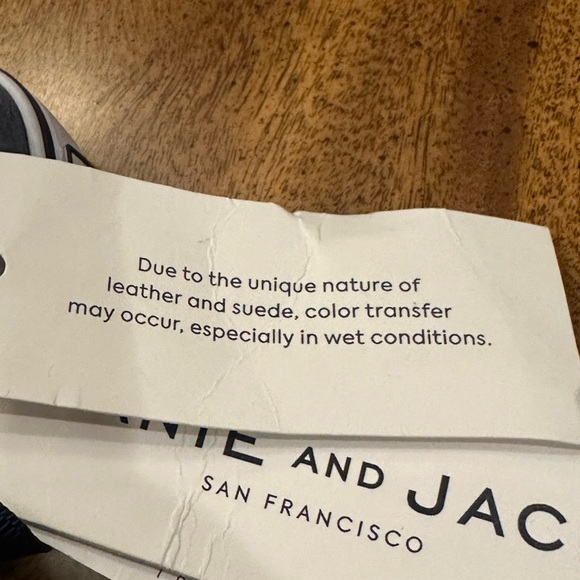 Due to the unique nature of
leather and suede, color transfer
may occur, especially in wet conditions.
AND JAC
SAN FRANCISCO